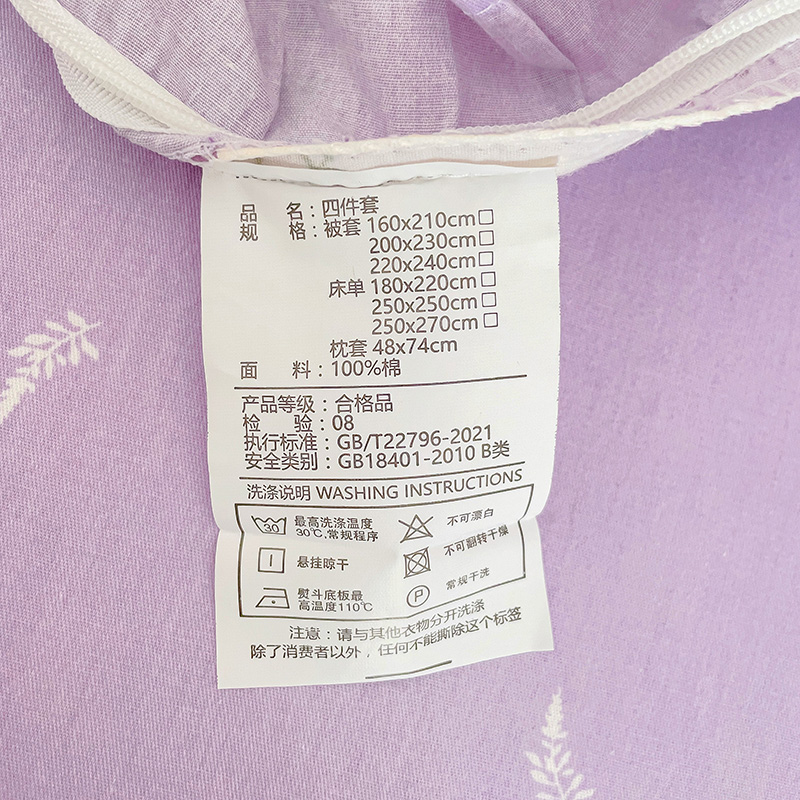 品 名：四件套
规 格：被套 160x210cm□
200x230cm□
220x240cm□
床单 180x220cm□
250x250cm□
250x270cm□
枕套 48x74cm
面 料：100%棉
产品等级：合格品
检 验：08
执行标准：GB/T22796-2021
安全类别：GB18401-2010 B类
洗涤说明 WASHING INSTRUCTIONS
30 最高洗涤温度
30℃,常规程序
不可漂白
悬挂晾干
不可翻转干燥
熨斗底板最
高温度110℃
P 常规干洗
注意：请与其他衣物分开洗涤
除了消费者以外，任何不能撕除这个标签